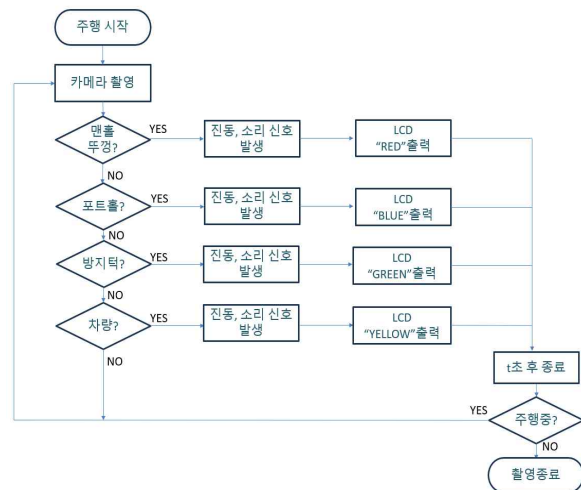 주행 시작
카메라 촬영
맨홀
뚜껑?
YES
진동, 소리 신호
발생
LCD
“RED”출력
NO
포트홀?
YES
진동, 소리 신호
발생
LCD
“BLUE”출력
NO
방지턱?
YES
진동, 소리 신호
발생
LCD
“GREEN”출력
NO
차량?
YES
진동, 소리 신호
발생
LCD
“YELLOW”출력
NO
t초 후 종료
YES
주행중?
NO
촬영종료